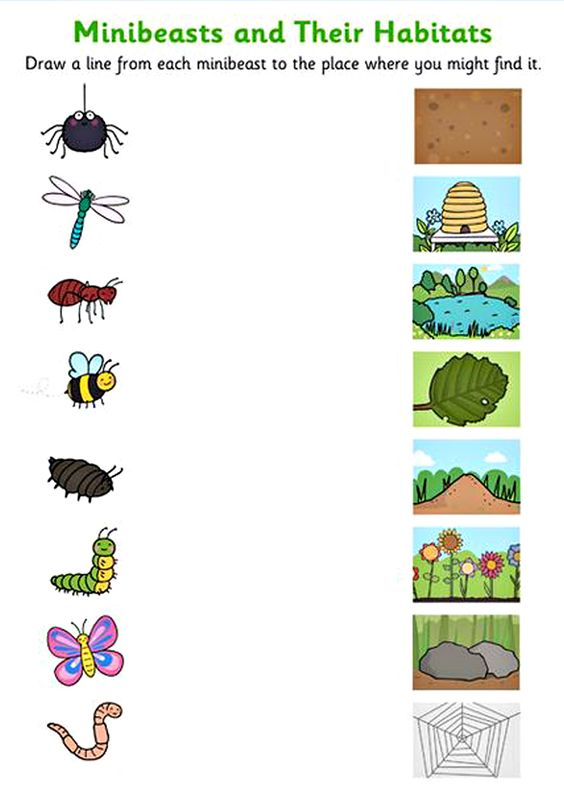 Minibeasts and Their Habitats
Draw a line from each minibeast to the place where you might find it.